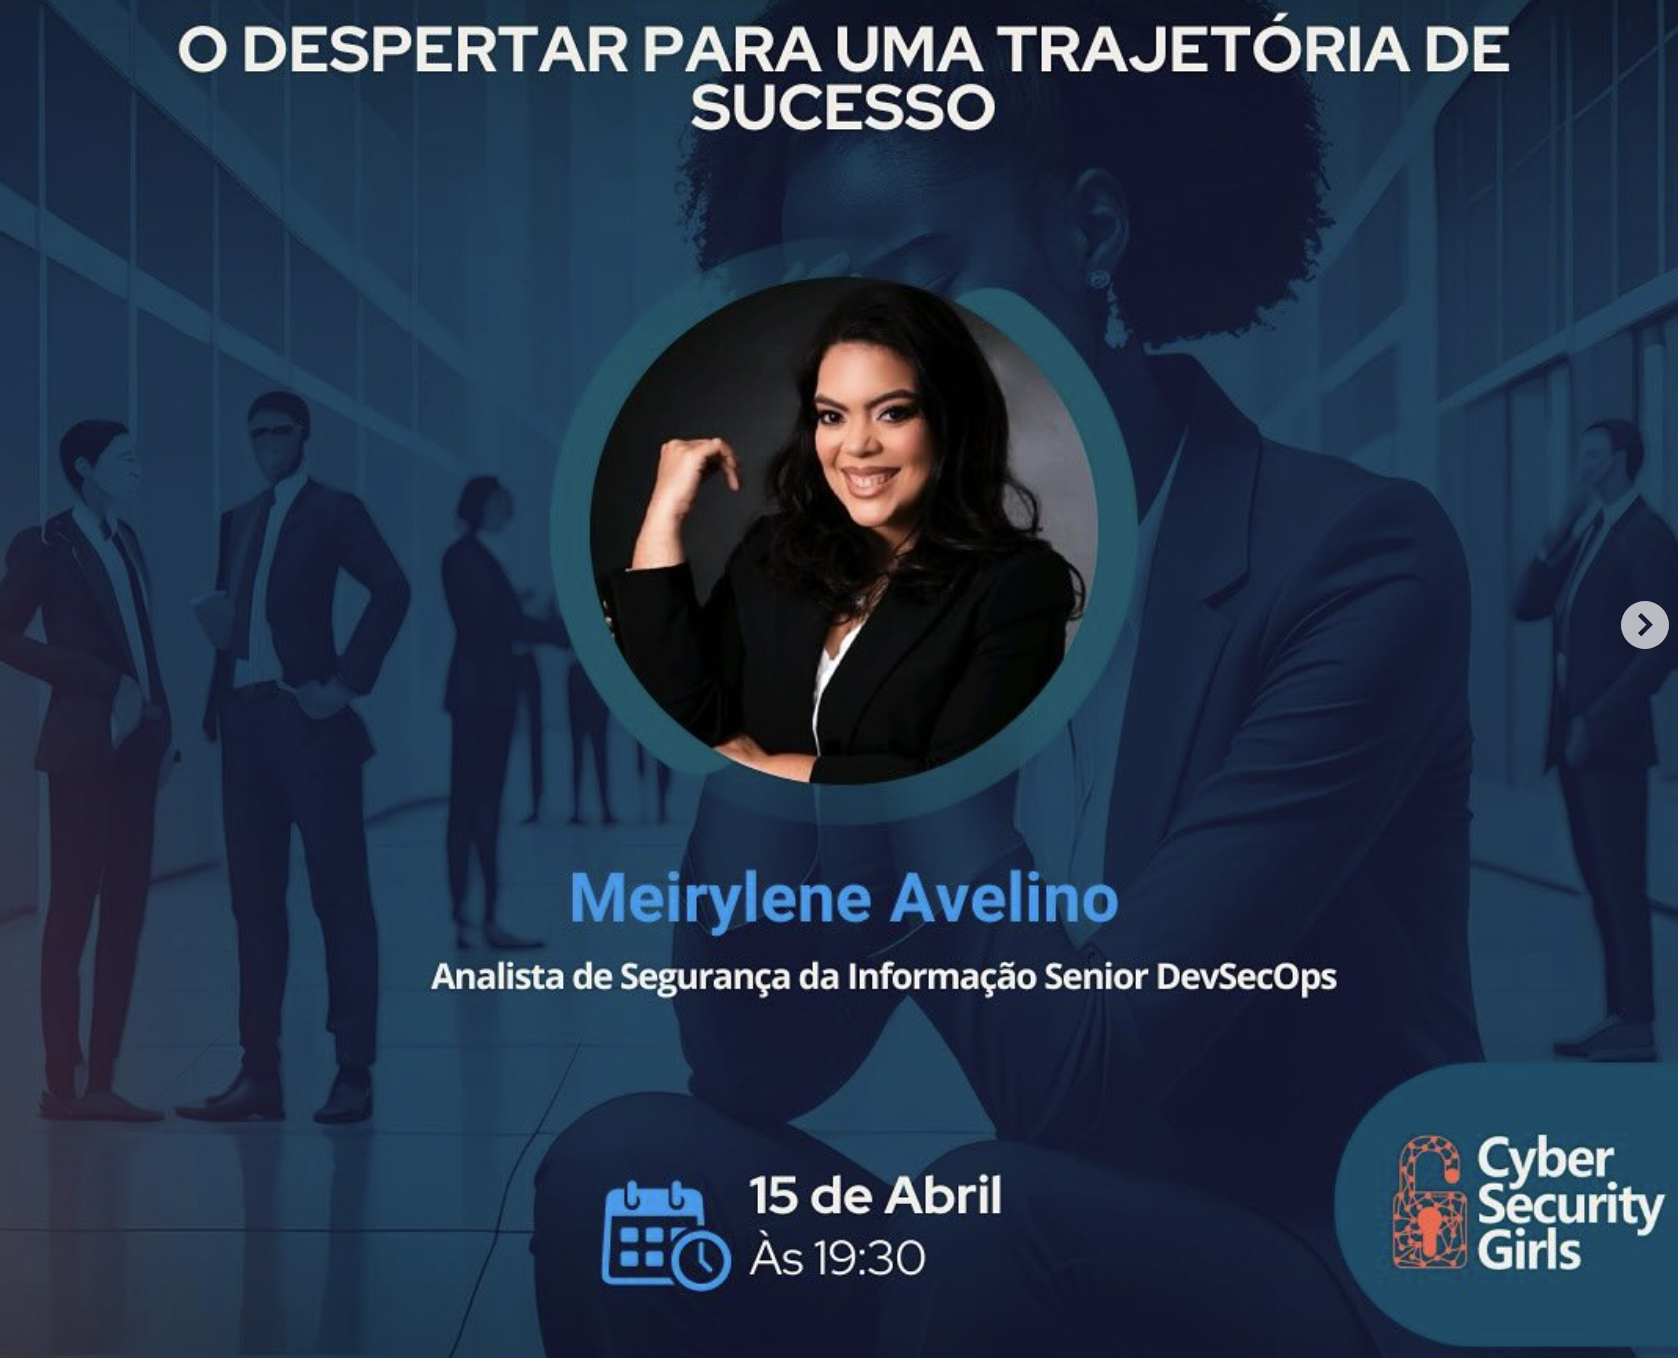 O DESPERTAR PARA UMA TRAJETÓRIA DE
SUCESSO
Meirylene Avelino
Analista de Segurança da Informação Senior DevSecOps
15 de Abril
Às 19:30
Cyber
Security
Girls